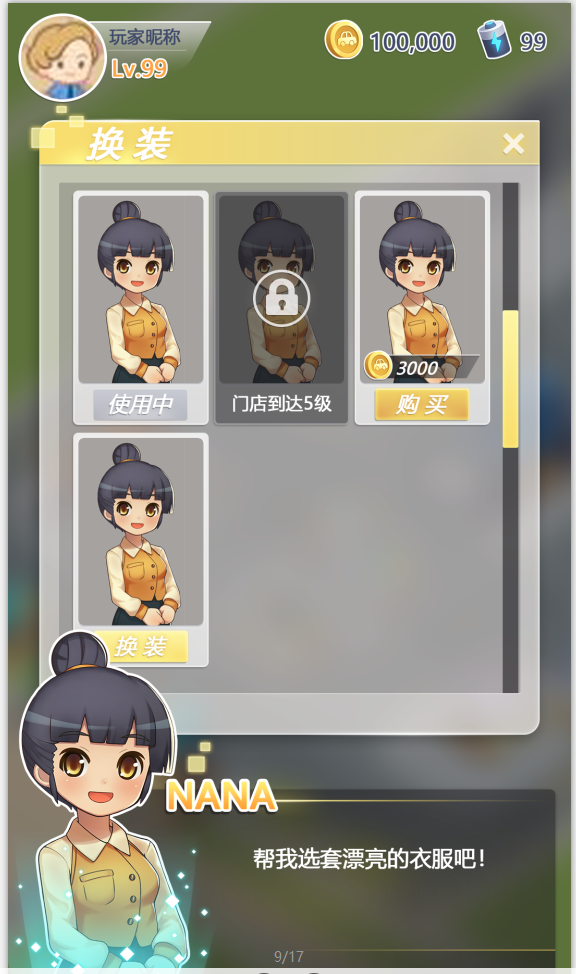 玩家昵称
Lv.99
100,000
99
换装
使用中
门店到达5级
3000
购买
换装
NANA
帮我选套漂亮的衣服吧！
9/17